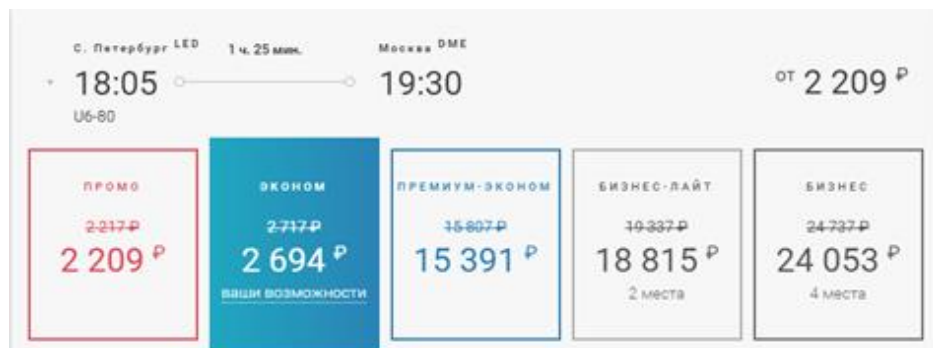 С. Петербург LED 1 ч. 25 мин. Москва DME
18:05 19:30 от 2 209 ₽
U6-80
ПРОМО
2 217 ₽
2 209 ₽
ЭКОНОМ
2 717 ₽
2 694 ₽
ваши возможности
ПРЕМИУМ-ЭКОНОМ
15 807 ₽
15 391 ₽
БИЗНЕС-ЛАЙТ
19 337 ₽
18 815 ₽
2 места
БИЗНЕС
24 737 ₽
24 053 ₽
4 места